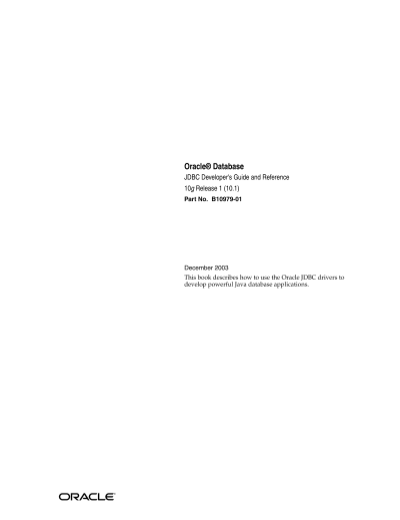 Oracle® Database
JDBC Developer's Guide and Reference
10g Release 1 (10.1)
Part No. B10979-01
December 2003
This book describes how to use the Oracle JDBC drivers to
develop powerful Java database applications.
ORACLE®